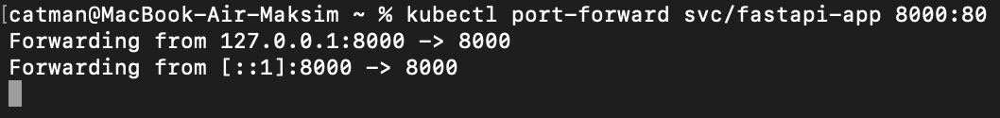 [catman@MacBook-Air-Maksim ~ % kubectl port-forward svc/fastapi-app 8000:80
Forwarding from 127.0.0.1:8000 -> 8000
Forwarding from [::1]:8000 -> 8000